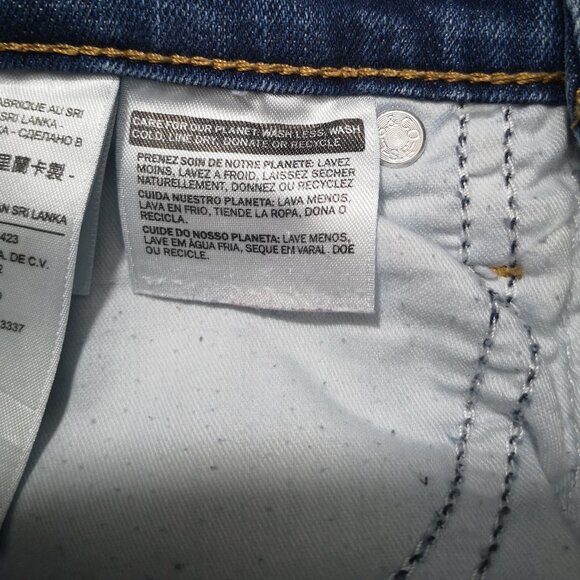 FABRIQUÉ AU SRI
SRI LANKA -
KA - СДЕЛАНО В
里蘭卡製 -
AN SRI LANKA
423
A. DE C.V.
2
9
3337
CARE FOR OUR PLANET: WASH LESS, WASH
COLD, LINE DRY, DONATE OR RECYCLE
PRENEZ SOIN DE NOTRE PLANETE: LAVEZ
MOINS, LAVEZ A FROID, LAISSEZ SECHER
NATURELLEMENT, DONNEZ OU RECYCLEZ
CUIDA NUESTRO PLANETA: LAVA MENOS,
LAVA EN FRIO, TIENDE LA ROPA, DONA O
RECICLA.
CUIDE DO NOSSO PLANETA: LAVE MENOS,
LAVE EM ÁGUA FRIA, SEQUE EM VARAL. DOE
OU RECICLE.